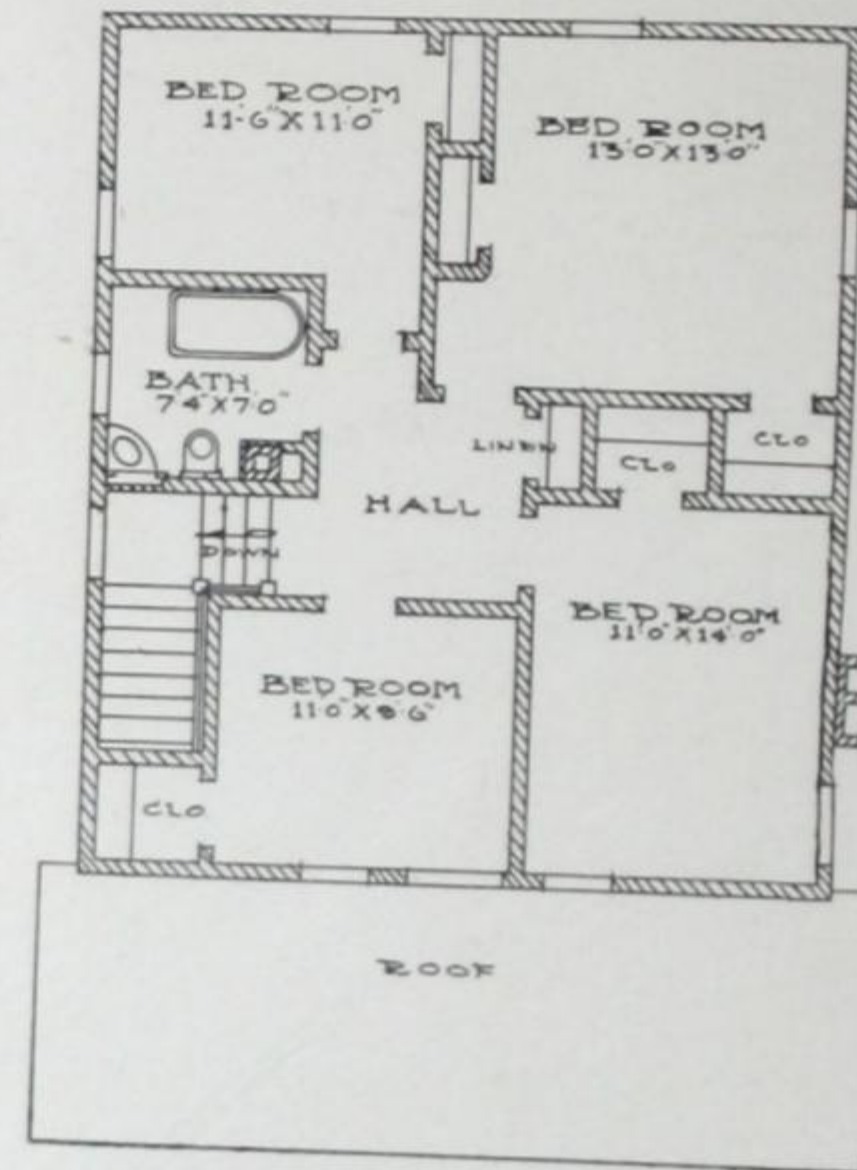 BED ROOM
11'-6" X 11'0"
BED ROOM
13'0" X 13'0"
BATH
7'4" X 7'0"
LINEN
CLO
CLO
HALL
DOWN
BED ROOM
11'0" X 14'0"
BED ROOM
11'0" X 8'6"
CLO
ROOF